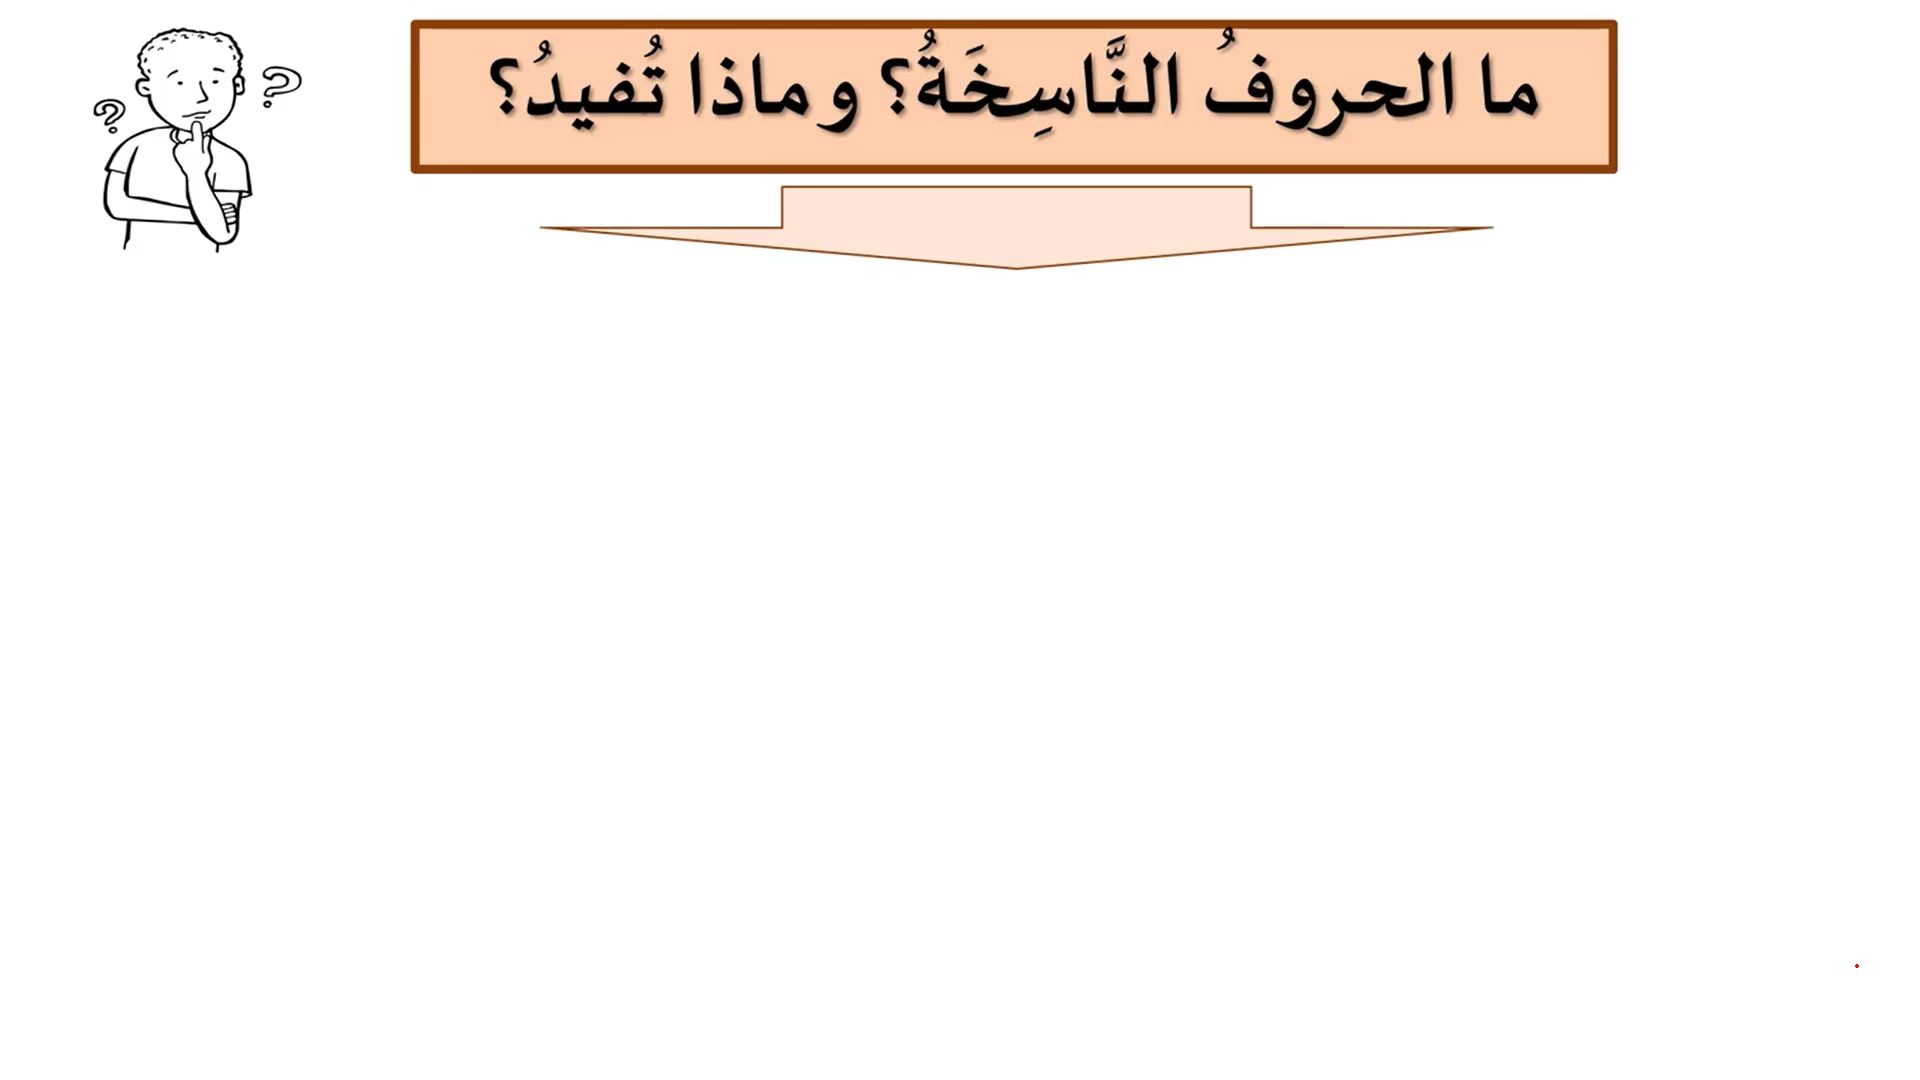 ما الحروفُ النَّاسِخَةُ؟ و ماذا تُفيدُ؟